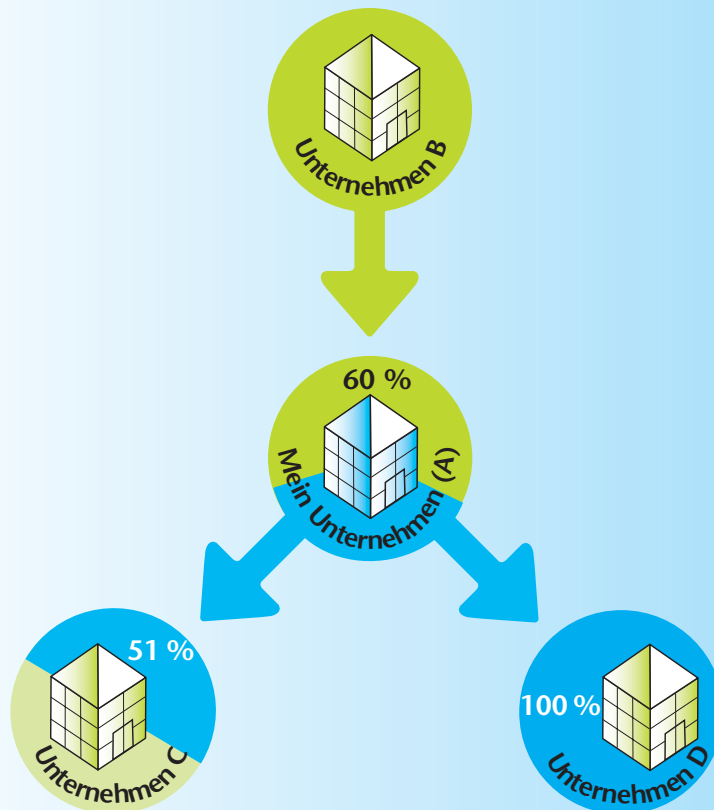 Unternehmen B
60 %
Mein Unternehmen (A)
51 %
Unternehmen C
100 %
Unternehmen D